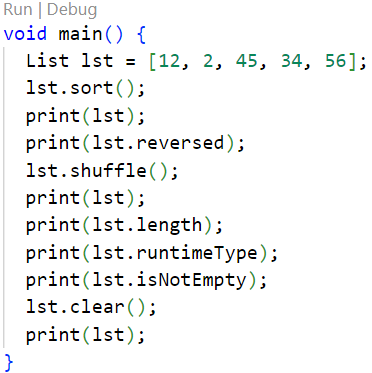 Run | Debug
void main() {
  List lst = [12, 2, 45, 34, 56];
  lst.sort();
  print(lst);
  print(lst.reversed);
  lst.shuffle();
  print(lst);
  print(lst.length);
  print(lst.runtimeType);
  print(lst.isNotEmpty);
  lst.clear();
  print(lst);
}